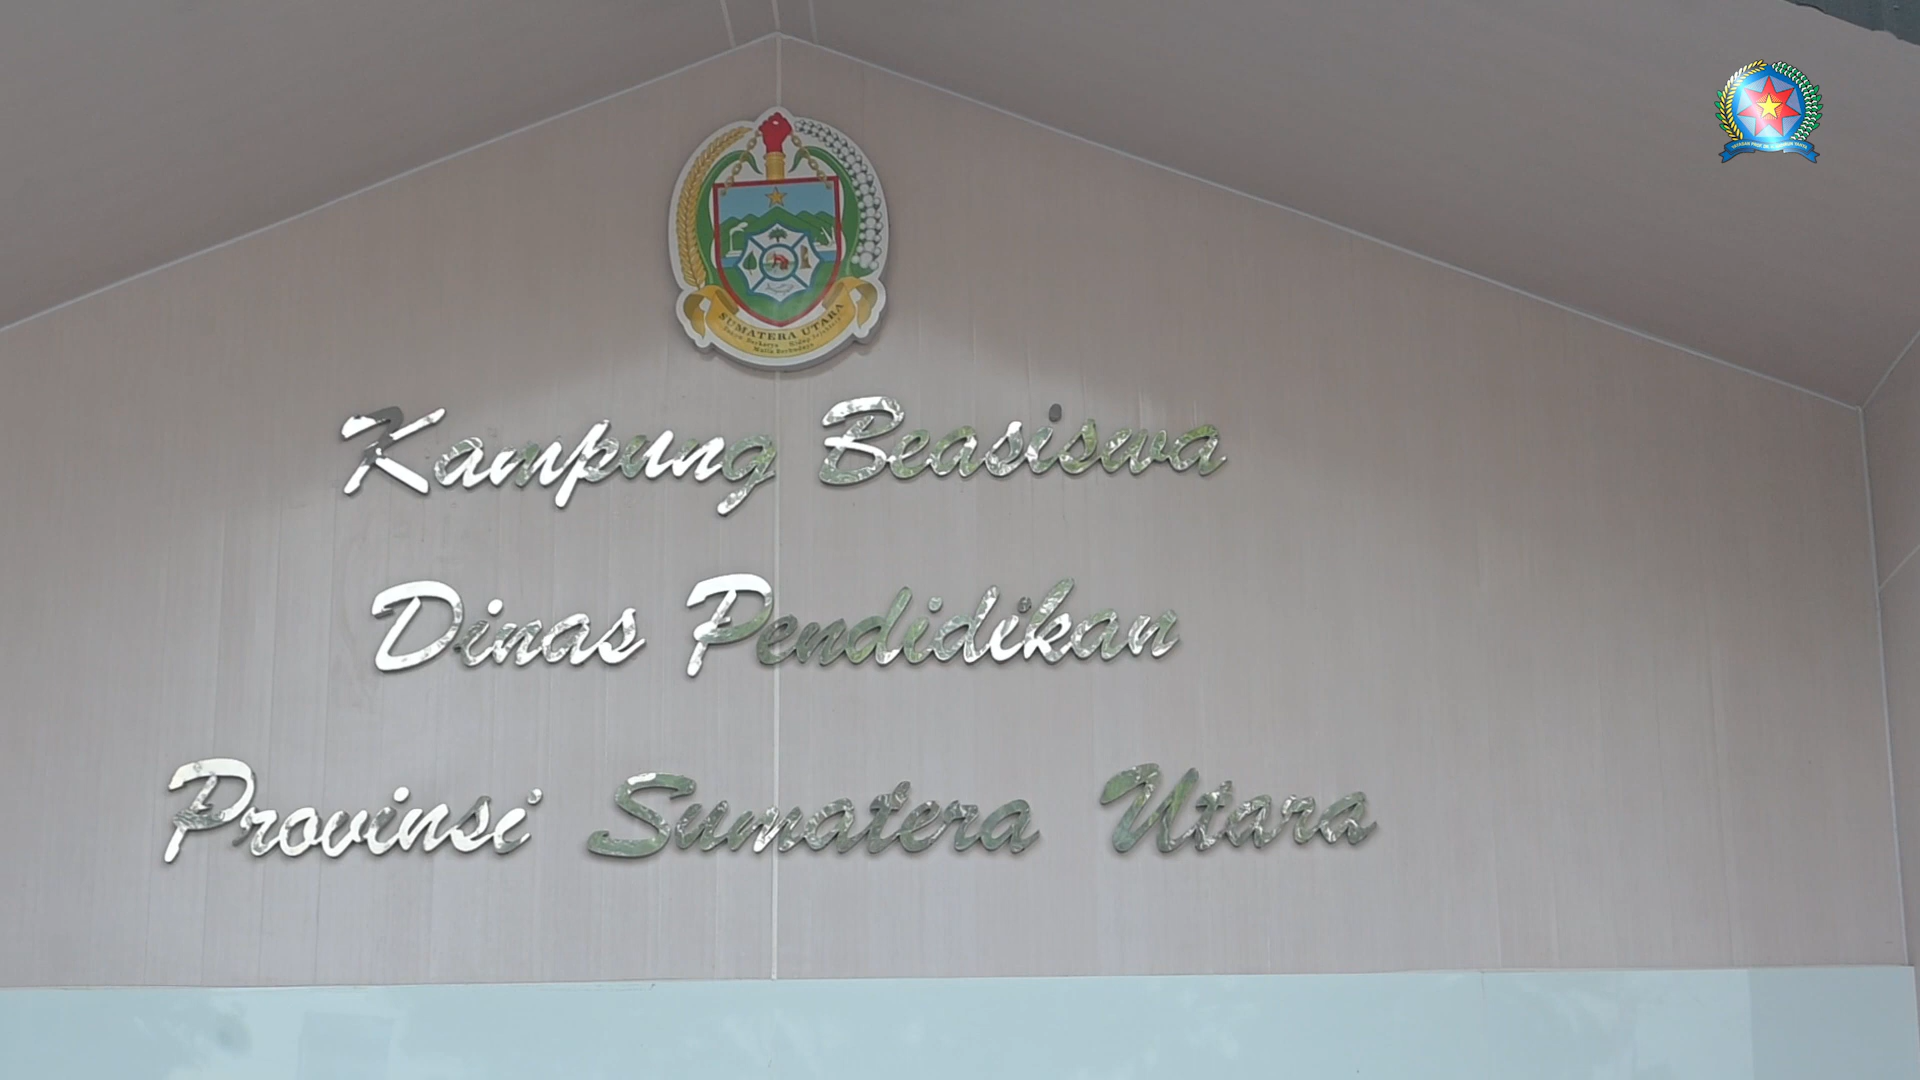 SUMATERA UTARA
Kampung Beasiswa
Dinas Pendidikan
Provinsi Sumatera Utara